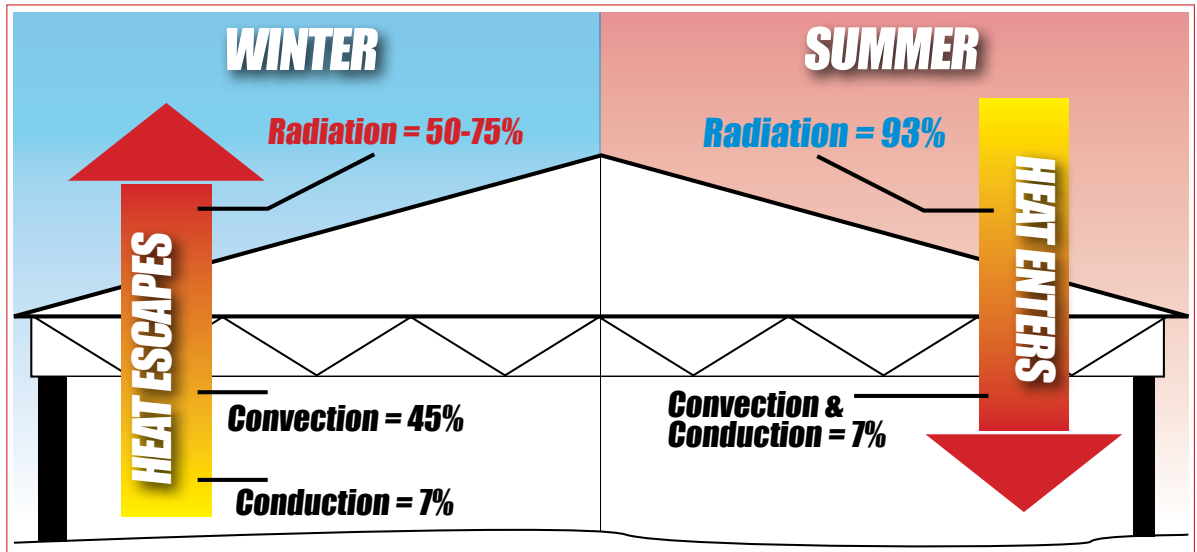 WINTER
Radiation = 50-75%
HEAT ESCAPES
Convection = 45%
Conduction = 7%
SUMMER
Radiation = 93%
HEAT ENTERS
Convection &
Conduction = 7%